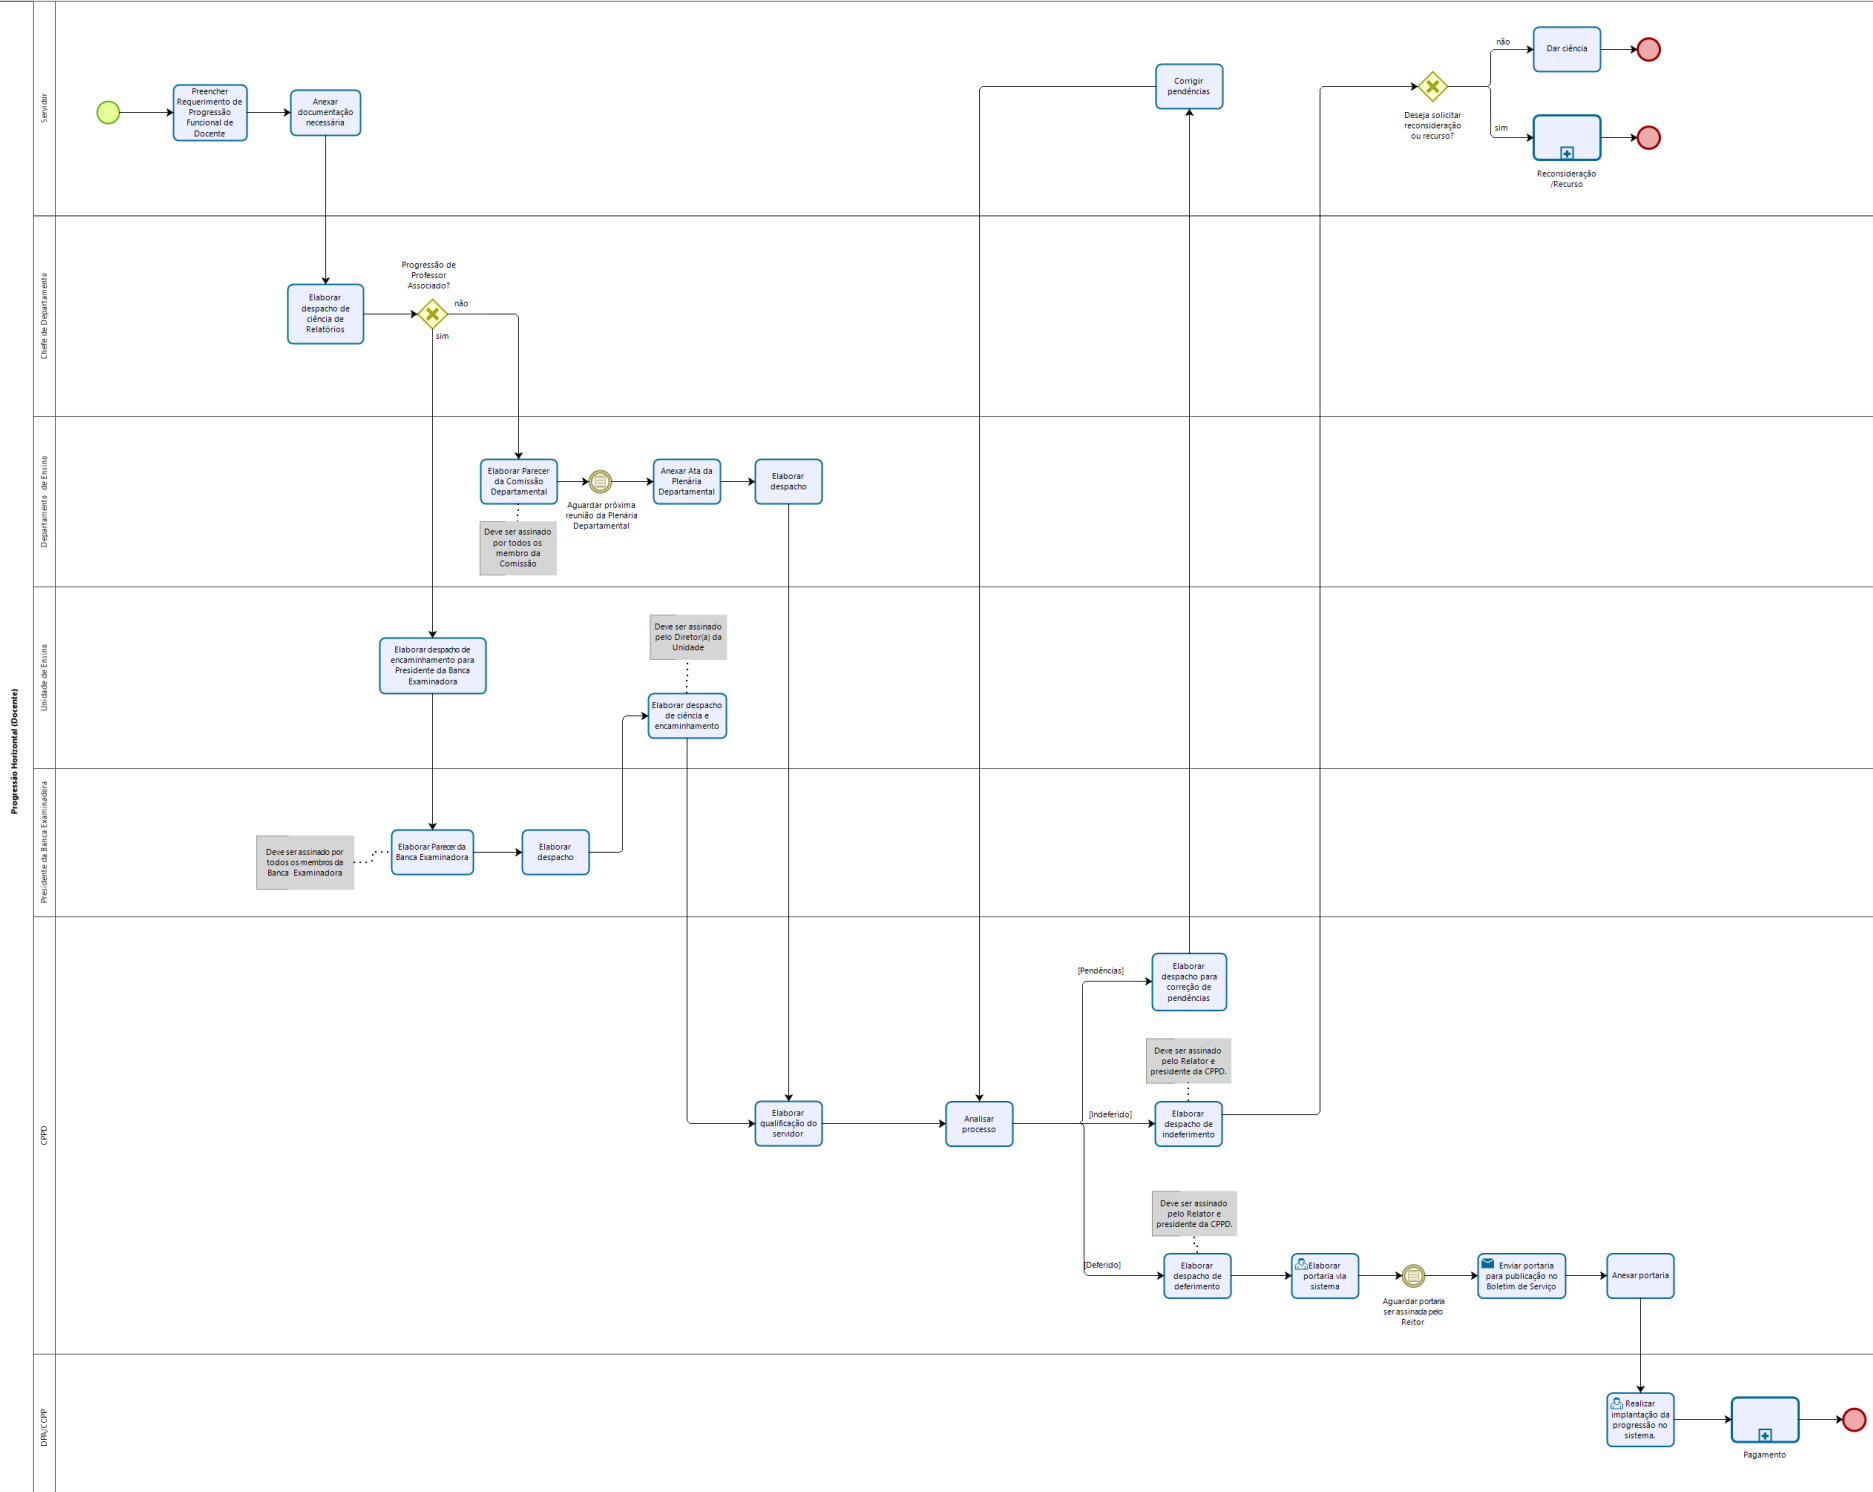 Progressão Horizontal (Docente)
Servidor
Preencher
Requerimento de
Progressão
Funcional de
Docente
Anexar
documentação
necessária
Corrigir
pendências
Deseja solicitar
reconsideração
ou recurso?
não
sim
Dar ciência
Reconsideração
/Recurso
Chefe de Departamento
Elaborar
despacho de
ciência de
Relatórios
Progressão de
Professor
Associado?
não
sim
Departamento de Ensino
Elaborar Parecer
da Comissão
Departamental
Deve ser assinado
por todos os
membro da
Comissão
Aguardar próxima
reunião da Plenária
Departamental
Anexar Ata da
Plenária
Departamental
Elaborar
despacho
Unidade de Ensino
Elaborar despacho de
encaminhamento para
Presidente da Banca
Examinadora
Deve ser assinado
pelo Diretor(a) da
Unidade
Elaborar despacho
de ciência e
encaminhamento
Presidente da Banca Examinadora
Deve ser assinado por
todos os membros da
Banca Examinadora
Elaborar Parecer da
Banca Examinadora
Elaborar
despacho
CPPD
Elaborar
qualificação do
servidor
Analisar
processo
[Pendências]
Elaborar
despacho para
correção de
pendências
Deve ser assinado
pelo Relator e
presidente da CPPD.
[Indeferido]
Elaborar
despacho de
indeferimento
Deve ser assinado
pelo Relator e
presidente da CPPD.
[Deferido]
Elaborar
despacho de
deferimento
Elaborar
portaria via
sistema
Aguardar portaria
ser assinada pelo
Reitor
Enviar portaria
para publicação no
Boletim de Serviço
Anexar portaria
DPA/CCPP
Realizar
implantação da
progressão no
sistema.
Pagamento